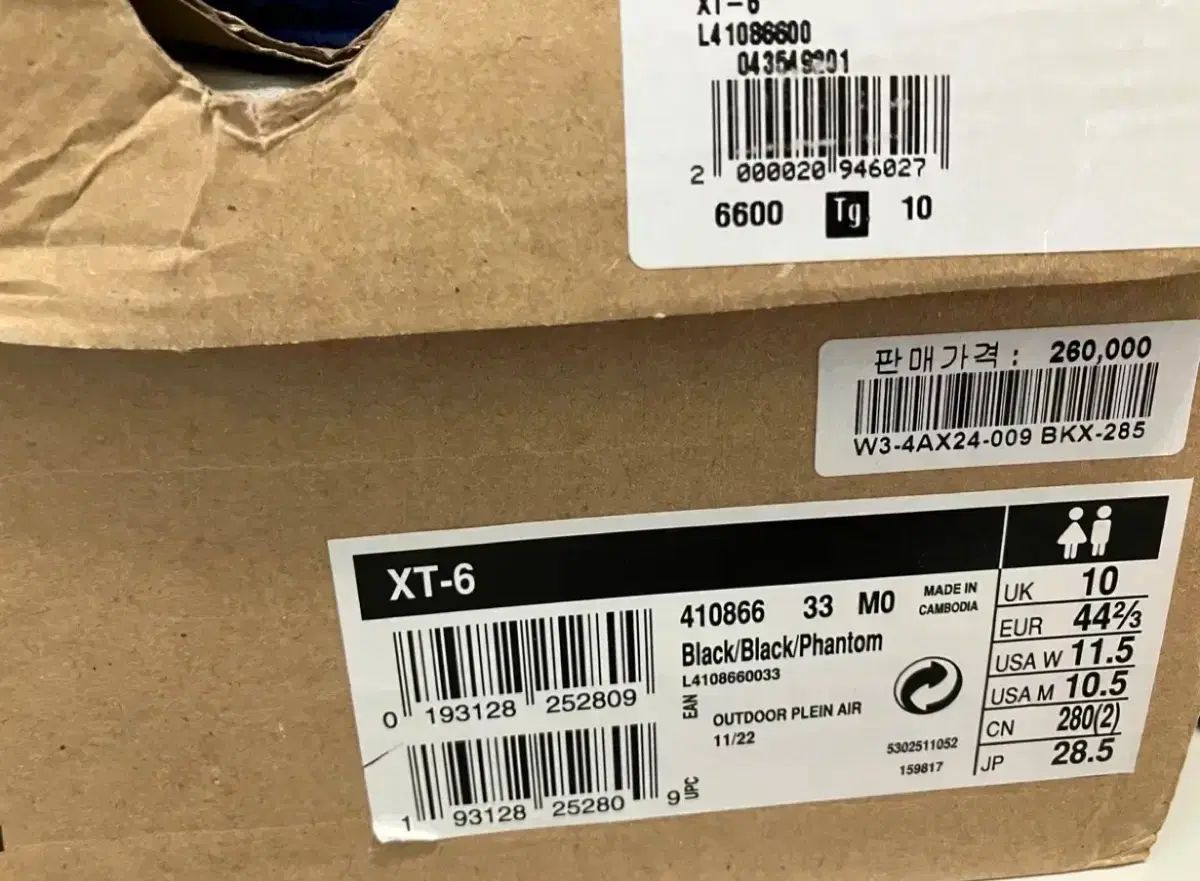 XT-6
L41086600
043549201
2 000020 946027
6600 Tg 10
판매가격 : 260,000
W3-4AX24-009 BKX-285
XT-6
410866 33 M0 MADE IN CAMBODIA
Black/Black/Phantom
L4108660033
0 193128 252809 EAN
OUTDOOR PLEIN AIR
11/22
5302511052
159817
1 93128 25280 9 UPC
UK 10
EUR 44⅔
USA W 11.5
USA M 10.5
CN 280(2)
JP 28.5